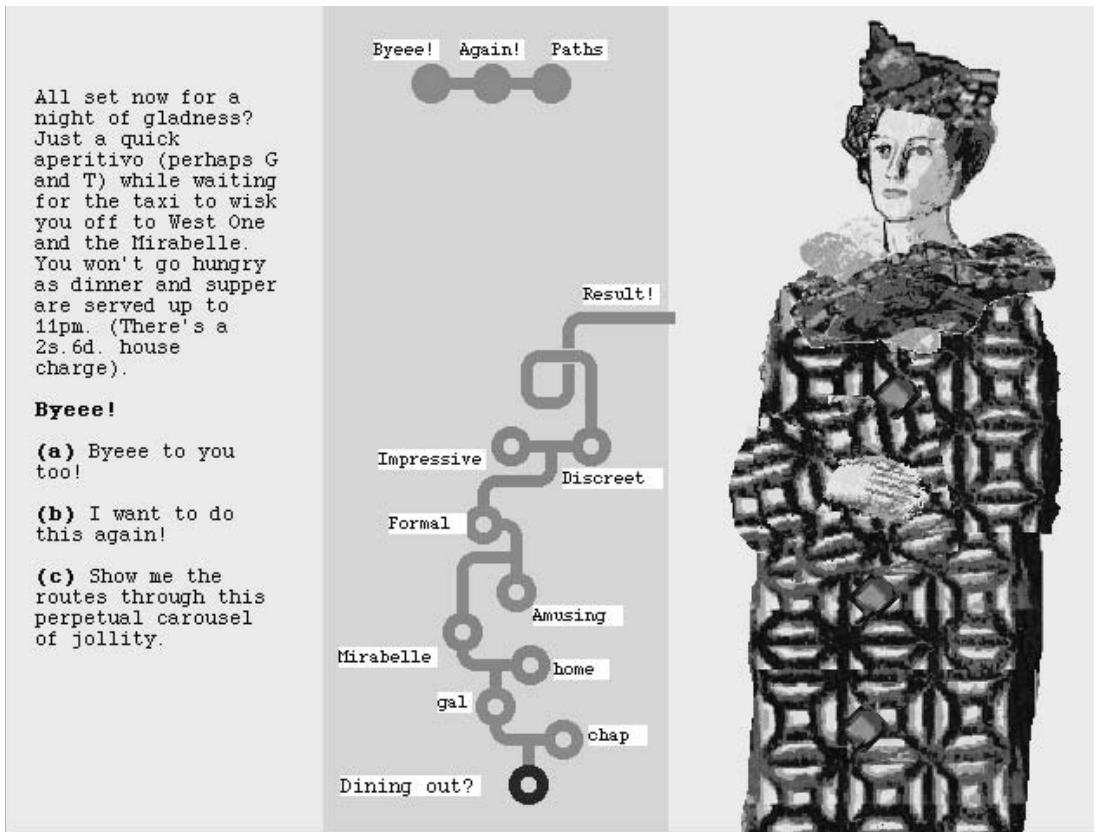 All set now for a
night of gladness?
Just a quick
aperitivo (perhaps G
and T) while waiting
for the taxi to wisk
you off to West One
and the Mirabelle.
You won't go hungry
as dinner and supper
are served up to
11pm. (There's a
2s.6d. house
charge).
Byeee!
(a) Byeee to you
too!
(b) I want to do
this again!
(c) Show me the
routes through this
perpetual carousel
of jollity.
Byeee! Again! Paths
Result!
Impressive
Discreet
Formal
Amusing
Mirabelle
home
gal
chap
Dining out?